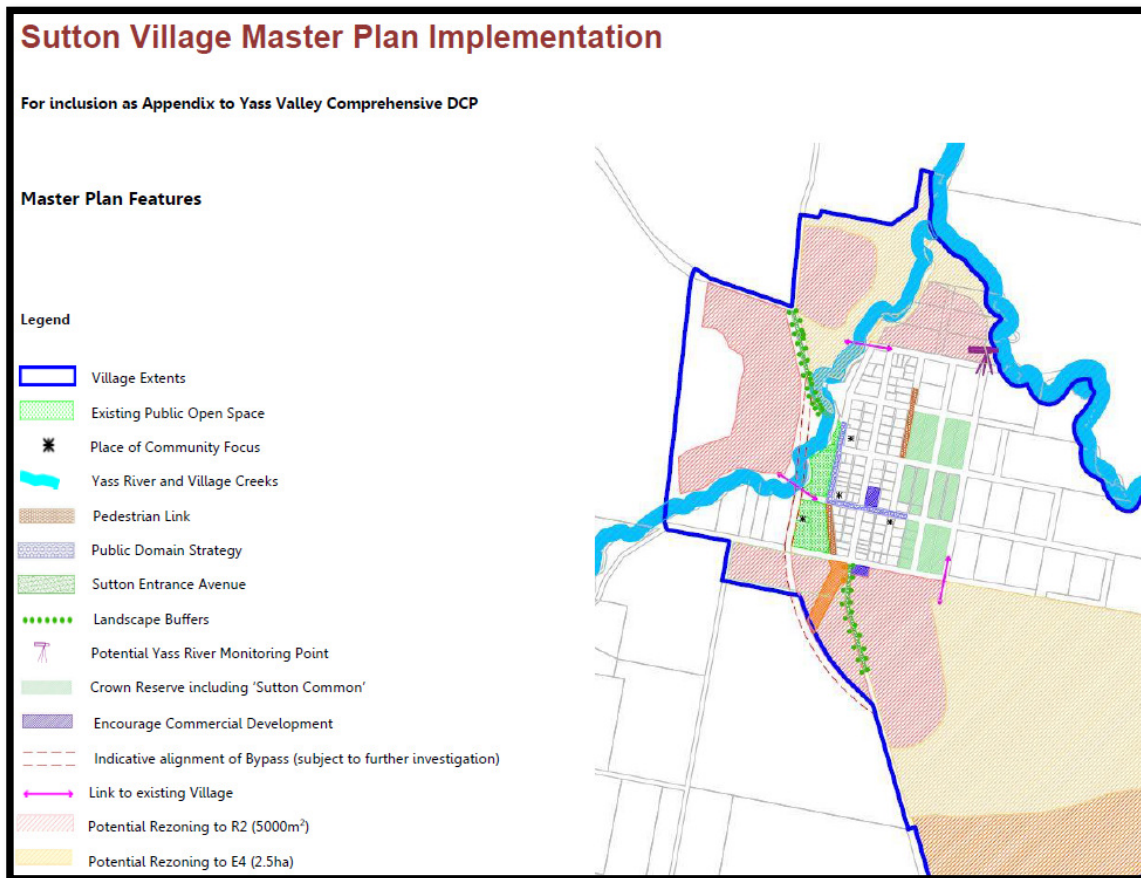 Sutton Village Master Plan Implementation
For inclusion as Appendix to Yass Valley Comprehensive DCP
Master Plan Features
Legend
Village Extents
Existing Public Open Space
Place of Community Focus
Yass River and Village Creeks
Pedestrian Link
Public Domain Strategy
Sutton Entrance Avenue
Landscape Buffers
Potential Yass River Monitoring Point
Crown Reserve including ‘Sutton Common’
Encourage Commercial Development
Indicative alignment of Bypass (subject to further investigation)
Link to existing Village
Potential Rezoning to R2 (5000m²)
Potential Rezoning to E4 (2.5ha)